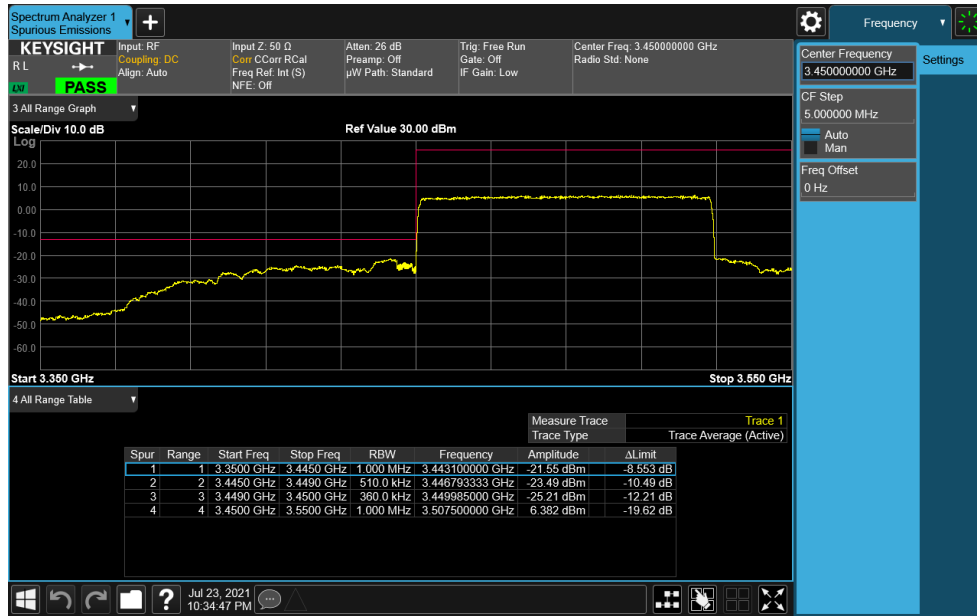 Spectrum Analyzer 1
Spurious Emissions
Frequency
KEYSIGHT
R L
LXI
PASS
Input: RF
Coupling: DC
Align: Auto
Input Z: 50 Ω
Corr CCorr RCal
Freq Ref: Int (S)
NFE: Off
Atten: 26 dB
Preamp: Off
µW Path: Standard
Trig: Free Run
Gate: Off
IF Gain: Low
Center Freq: 3.450000000 GHz
Radio Std: None
Center Frequency
3.450000000 GHz
Settings
CF Step
5.000000 MHz
Auto
Man
Freq Offset
0 Hz
3 All Range Graph
Scale/Div 10.0 dB
Ref Value 30.00 dBm
Log
20.0
10.0
0.00
-10.0
-20.0
-30.0
-40.0
-50.0
-60.0
Start 3.350 GHz
Stop 3.550 GHz
4 All Range Table
Measure Trace Trace 1
Trace Type Trace Average (Active)
Spur Range Start Freq Stop Freq RBW Frequency Amplitude ΔLimit
1 1 3.3500 GHz 3.4450 GHz 1.000 MHz 3.443100000 GHz -21.55 dBm -8.553 dB
2 2 3.4450 GHz 3.4490 GHz 510.0 kHz 3.446793333 GHz -23.49 dBm -10.49 dB
3 3 3.4490 GHz 3.4500 GHz 360.0 kHz 3.449985000 GHz -25.21 dBm -12.21 dB
4 4 3.4500 GHz 3.5500 GHz 1.000 MHz 3.507500000 GHz 6.382 dBm -19.62 dB
?
Jul 23, 2021
10:34:47 PM